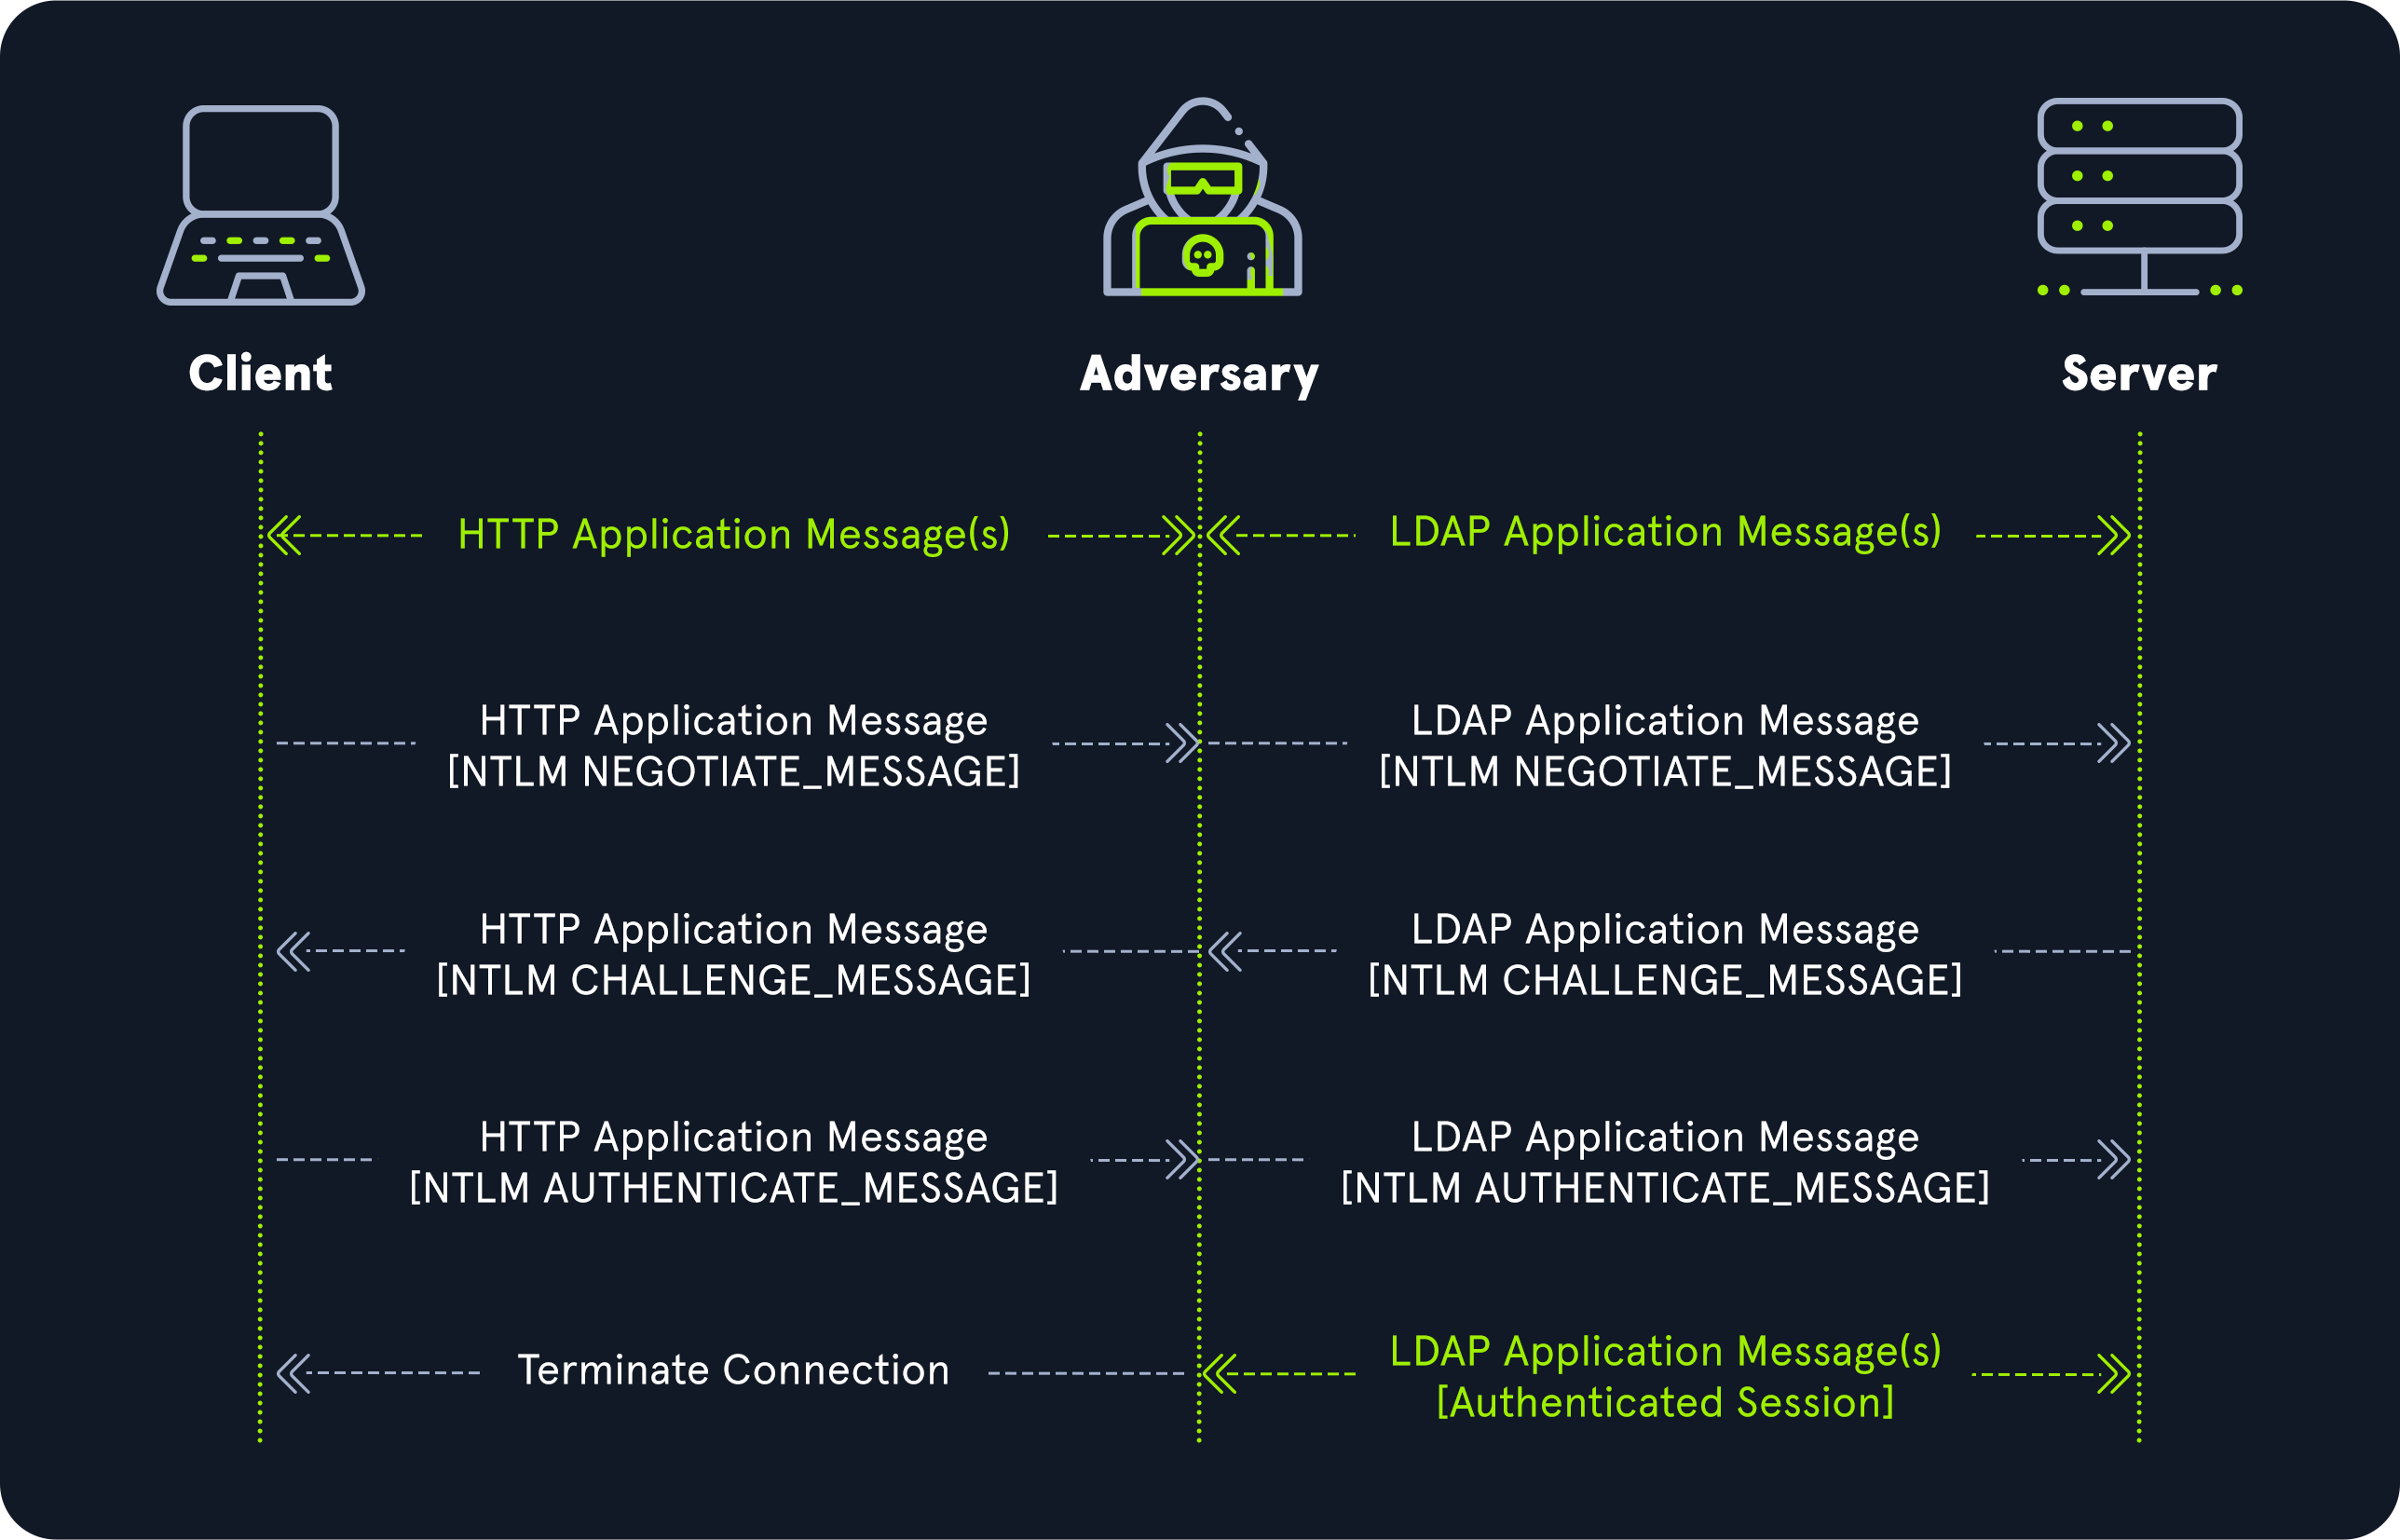 Client
Adversary
Server
HTTP Application Message(s)
LDAP Application Message(s)
HTTP Application Message
[NTLM NEGOTIATE_MESSAGE]
LDAP Application Message
[NTLM NEGOTIATE_MESSAGE]
HTTP Application Message
[NTLM CHALLENGE_MESSAGE]
LDAP Application Message
[NTLM CHALLENGE_MESSAGE]
HTTP Application Message
[NTLM AUTHENTICATE_MESSAGE]
LDAP Application Message
[NTLM AUTHENTICATE_MESSAGE]
Terminate Connection
LDAP Application Message(s)
[Authenticated Session]